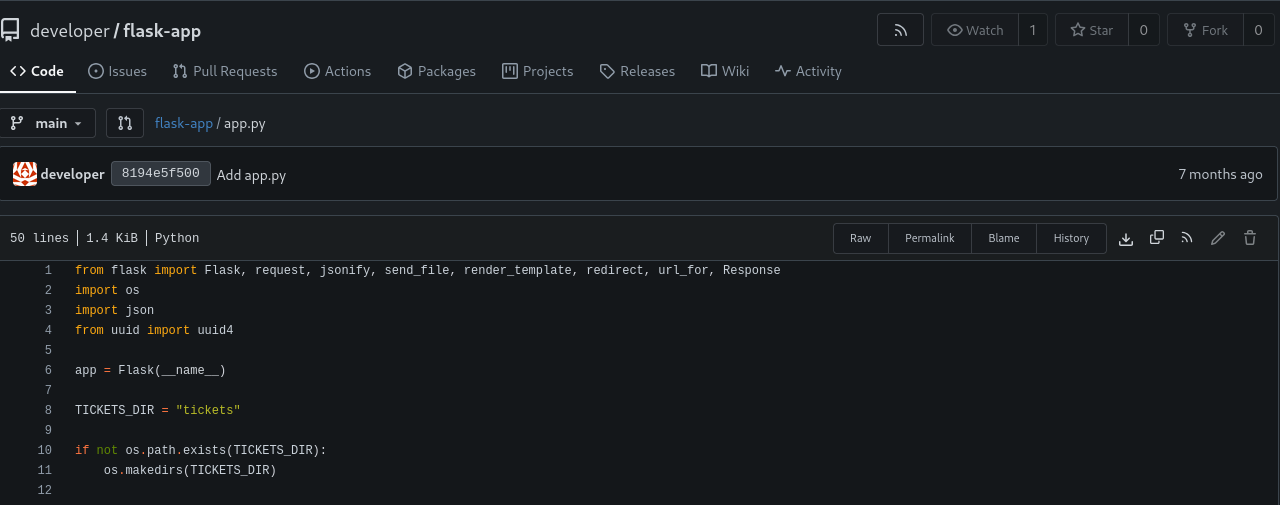 developer / flask-app
Watch 1 Star 0 Fork 0
Code Issues Pull Requests Actions Packages Projects Releases Wiki Activity
main flask-app / app.py
developer 8194e5f500 Add app.py 7 months ago
50 lines 1.4 KiB Python Raw Permalink Blame History
1 from flask import Flask, request, jsonify, send_file, render_template, redirect, url_for, Response
2 import os
3 import json
4 from uuid import uuid4
5
6 app = Flask(__name__)
7
8 TICKETS_DIR = "tickets"
9
10 if not os.path.exists(TICKETS_DIR):
11     os.makedirs(TICKETS_DIR)
12